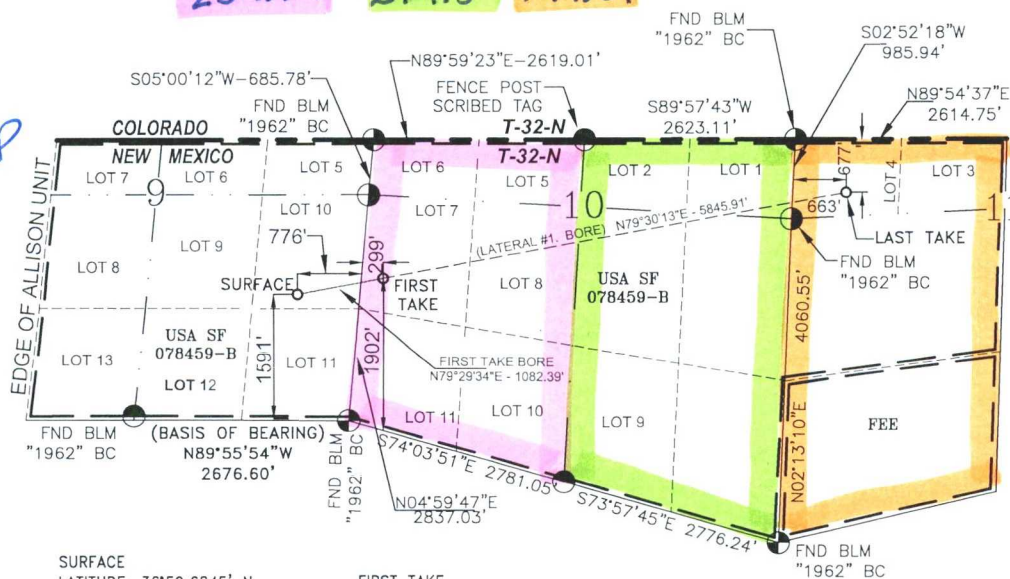 FND BLM
"1962" BC
S02°52'18"W
985.94'
N89°59'23"E-2619.01'
S05°00'12"W-685.78'
FENCE POST
SCRIBED TAG
N89°54'37"E
2614.75'
FND BLM
"1962" BC
S89°57'43"W
2623.11'
COLORADO
T-32-N
NEW MEXICO
T-32-N
EDGE OF ALLISON UNIT
LOT 7
9
LOT 6
LOT 5
LOT 6
LOT 5
LOT 2
LOT 1
677'
LOT 4
LOT 3
LOT 10
LOT 7
10
663'
LOT 9
776'
299'
(LATERAL #1. BORE) N79°30'13"E - 5845.91'
LAST TAKE
LOT 8
SURFACE
FIRST
TAKE
LOT 8
USA SF
078459-B
FND BLM
"1962" BC
4060.55'
USA SF
078459-B
LOT 13
LOT 12
1591'
LOT 11
1902'
FIRST TAKE BORE
N79°29'34"E - 1082.39'
LOT 11
LOT 10
LOT 9
FEE
N02°13'10"E
FND BLM
"1962" BC
(BASIS OF BEARING)
N89°55'54"W
2676.60'
FND BLM
"1962" BC
S74°03'51"E 2781.05'
N04°59'47"E
2837.03'
S73°57'45"E 2776.24'
FND BLM
"1962" BC
SURFACE
FIRST TAKE